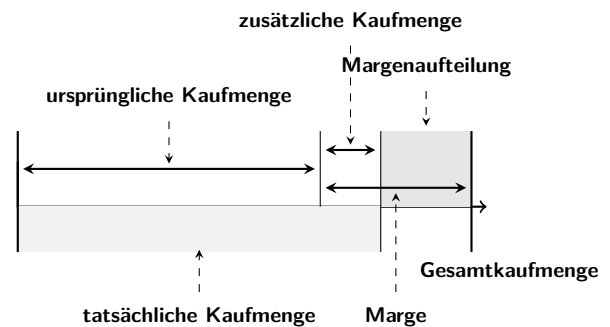 zusätzliche Kaufmenge
Margenaufteilung
ursprüngliche Kaufmenge
Gesamtkaufmenge
tatsächliche Kaufmenge
Marge